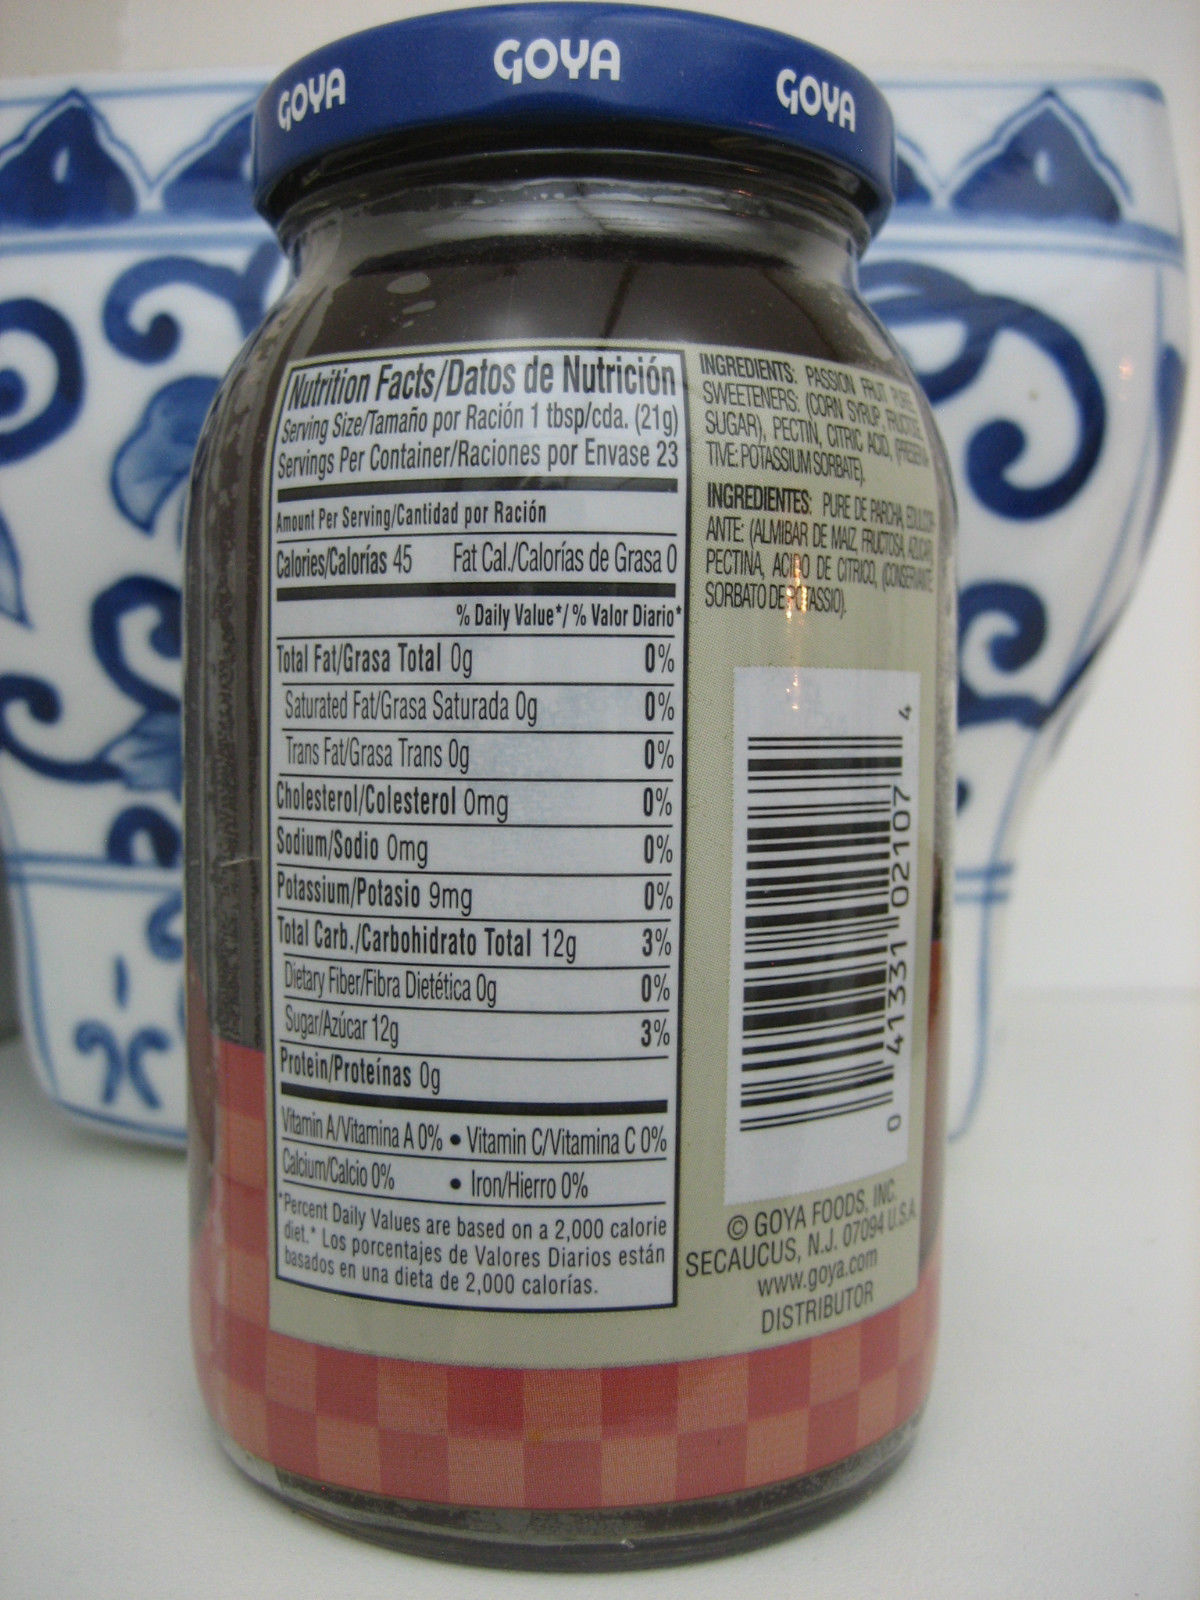 GOYA GOYA GOYA
Nutrition Facts/Datos de Nutrición
Serving Size/Tamaño por Ración 1 tbsp/cda. (21g)
Servings Per Container/Raciones por Envase 23
Amount Per Serving/Cantidad por Ración
Calories/Calorías 45 Fat Cal./Calorías de Grasa 0
% Daily Value*/ % Valor Diario*
Total Fat/Grasa Total 0g 0%
Saturated Fat/Grasa Saturada 0g 0%
Trans Fat/Grasa Trans 0g 0%
Cholesterol/Colesterol 0mg 0%
Sodium/Sodio 0mg 0%
Potassium/Potasio 9mg 0%
Total Carb./Carbohidrato Total 12g 3%
Dietary Fiber/Fibra Dietética 0g 0%
Sugar/Azúcar 12g 3%
Protein/Proteínas 0g
Vitamin A/Vitamina A 0% • Vitamin C/Vitamina C 0%
Calcium/Calcio 0% • Iron/Hierro 0%
*Percent Daily Values are based on a 2,000 calorie
diet.* Los porcentajes de Valores Diarios están
basados en una dieta de 2,000 calorías.
INGREDIENTS: PASSION FRUIT PURE,
SWEETENERS: (CORN SYRUP, FRUCTOSE,
SUGAR), PECTIN, CITRIC ACID, (PRESERVA-
TIVE: POTASSIUM SORBATE).
INGREDIENTES: PURE DE PARCHA, EDULCOR-
ANTE: (ALMIBAR DE MAIZ, FRUCTOSA, AZUCAR),
PECTINA, ACIDO DE CITRICO, (CONSERVANTE
SORBATO DE POTASSIO).
0 41331 02107 4
© GOYA FOODS, INC.
SECAUCUS, N.J. 07094 U.S.A.
www.goya.com
DISTRIBUTOR